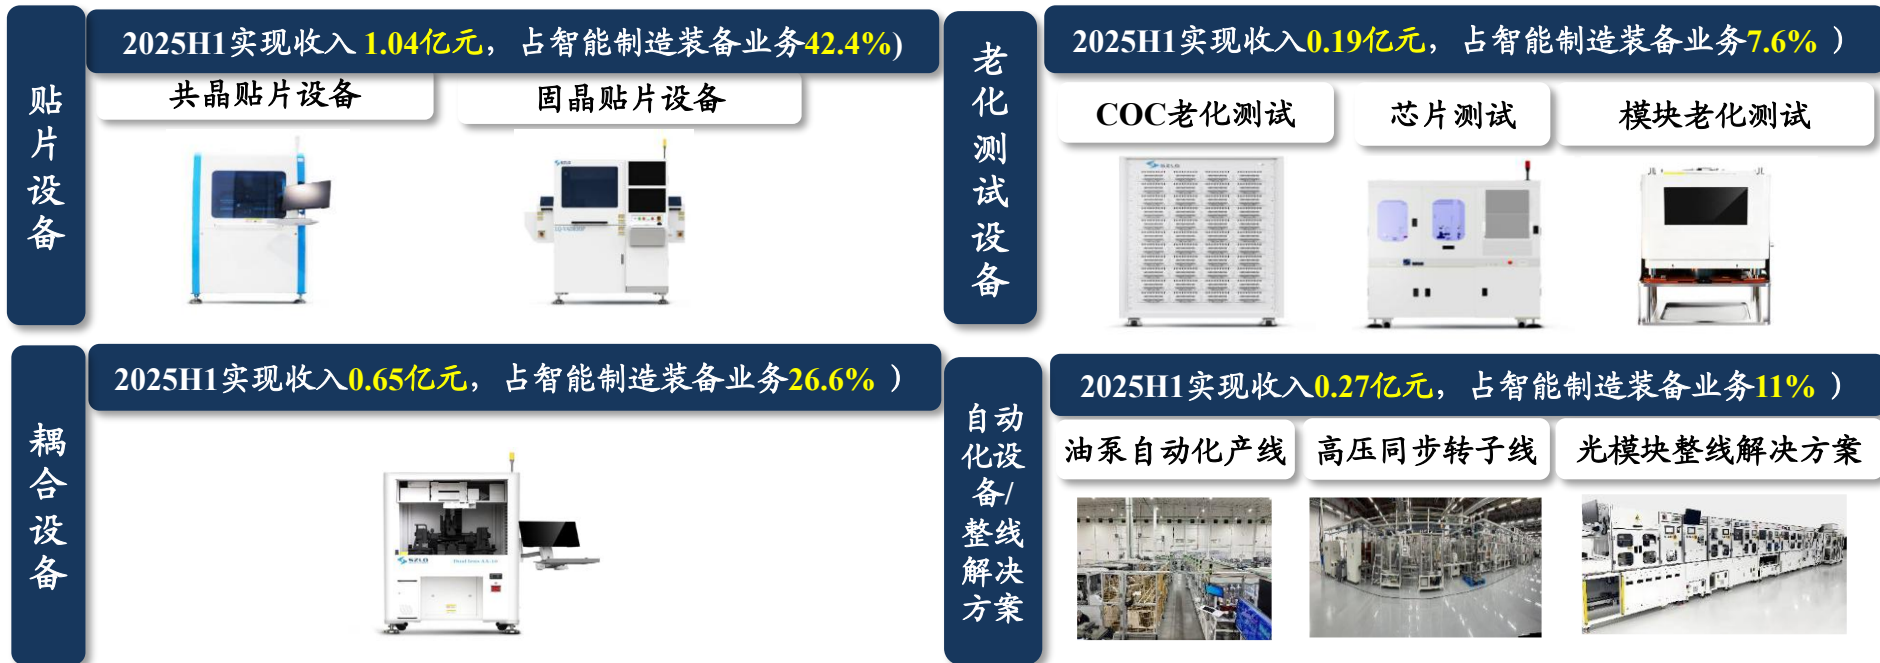 贴片设备
2025H1实现收入 1.04亿元，占智能制造装备业务42.4%)
共晶贴片设备
固晶贴片设备
SZLQ
老化测试设备
2025H1实现收入0.19亿元，占智能制造装备业务7.6% ）
COC老化测试
芯片测试
模块老化测试
SZLQ
耦合设备
2025H1实现收入0.65亿元，占智能制造装备业务26.6% ）
SZLQ
自动
化设
备/
整线
解决
方案
2025H1实现收入0.27亿元，占智能制造装备业务11% ）
油泵自动化产线
高压同步转子线
光模块整线解决方案